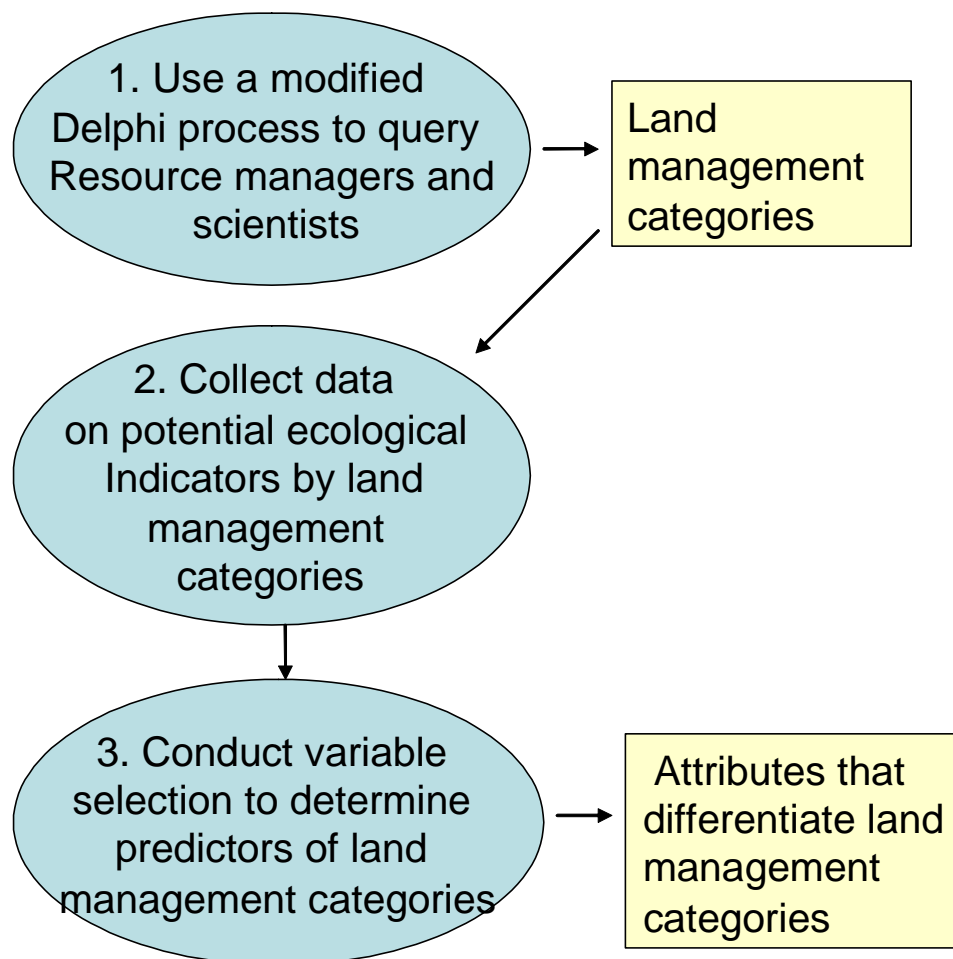 1. Use a modified
Delphi process to query
Resource managers and
scientists
Land
management
categories
2. Collect data
on potential ecological
Indicators by land
management
categories
3. Conduct variable
selection to determine
predictors of land
management categories
Attributes that
differentiate land
management
categories